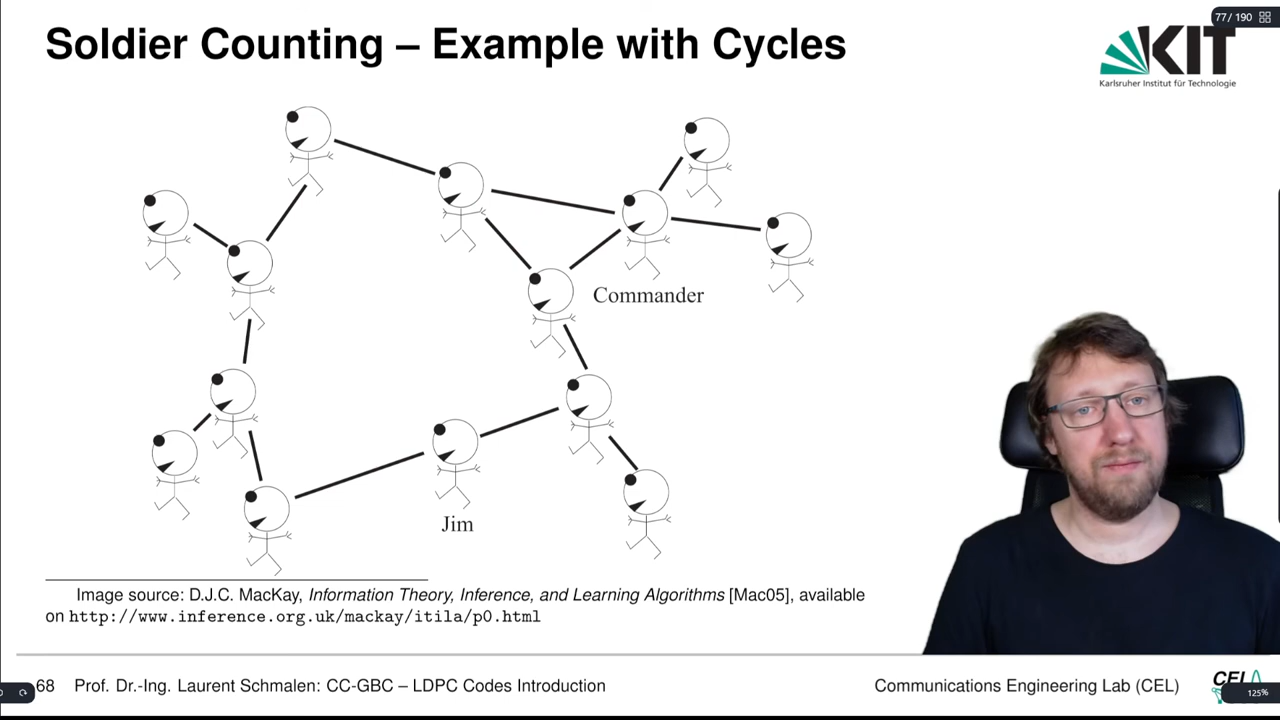 77 / 190
Soldier Counting – Example with Cycles
KIT
Karlsruher Institut für Technologie
Commander
Jim
Image source: D.J.C. MacKay, Information Theory, Inference, and Learning Algorithms [Mac05], available
on http://www.inference.org.uk/mackay/itila/p0.html
68 Prof. Dr.-Ing. Laurent Schmalen: CC-GBC – LDPC Codes Introduction
Communications Engineering Lab (CEL)
125%